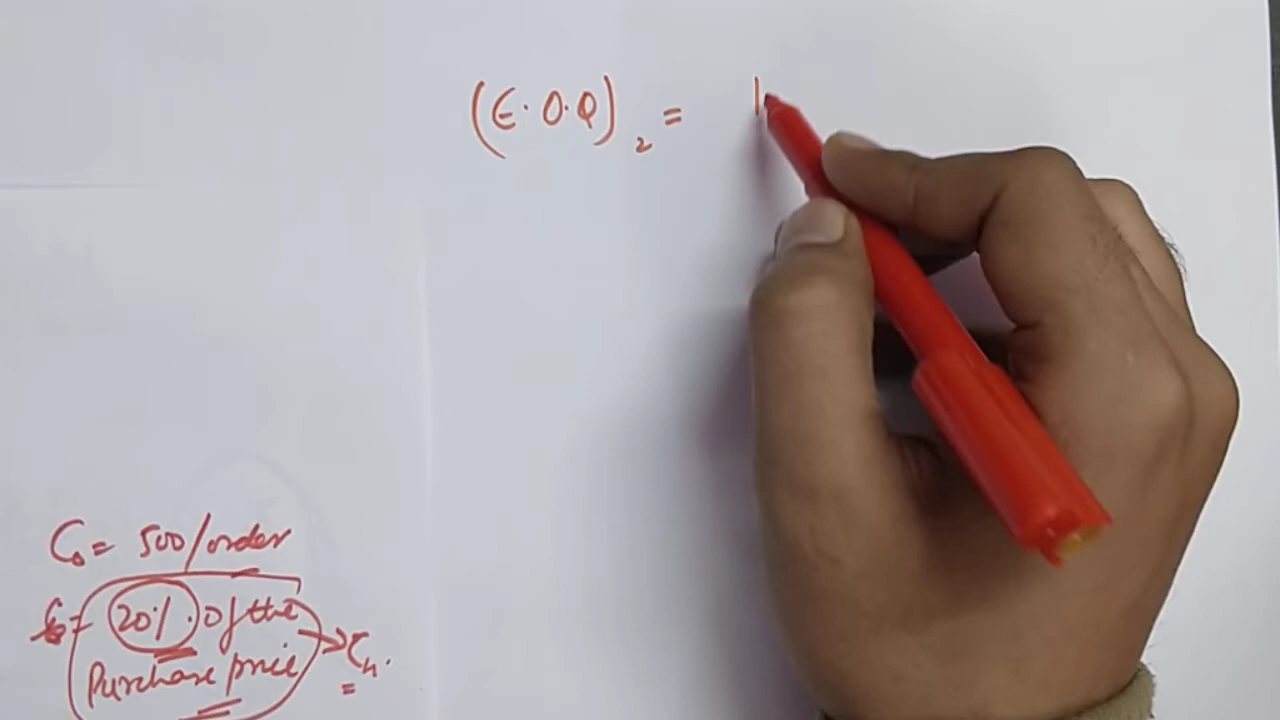 (E.O.Q)₂ =
C₀ = 500/order
20%. of the
Purchase price → Cₕ.
=